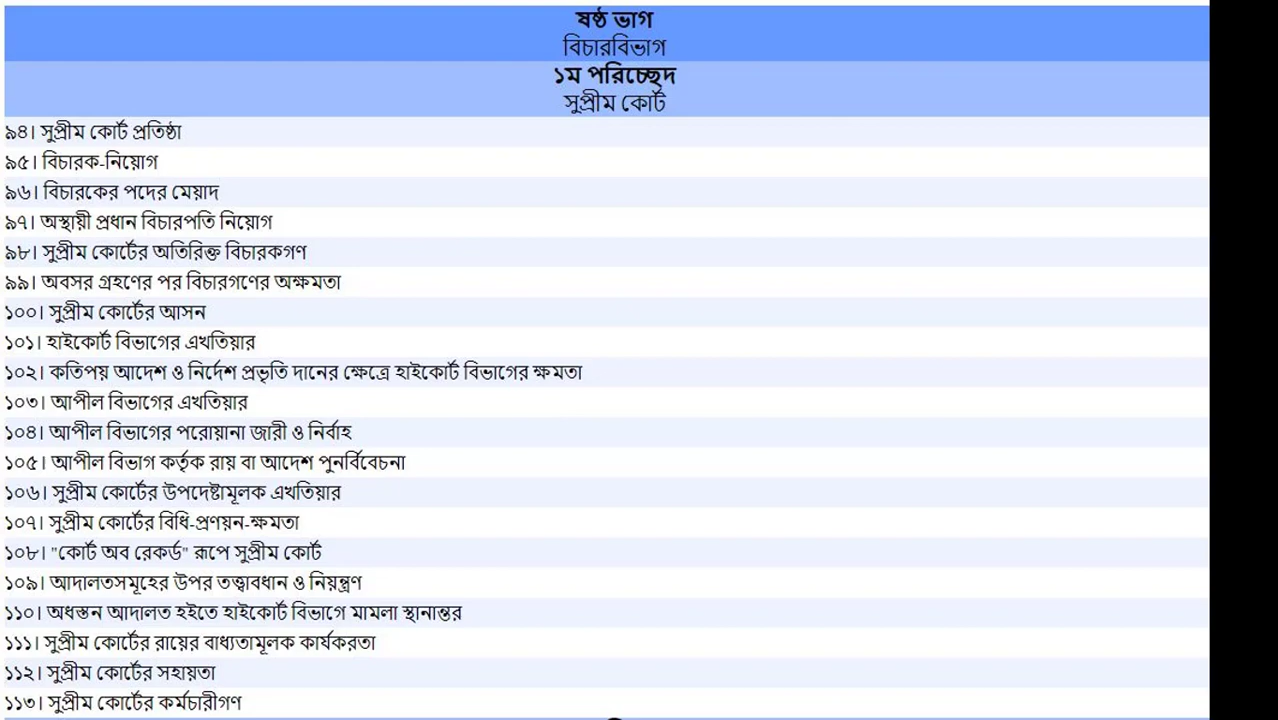 ষষ্ঠ ভাগ
বিচারবিভাগ
১ম পরিচ্ছেদ
সুপ্রীম কোর্ট
৯৪। সুপ্রীম কোর্ট প্রতিষ্ঠা
৯৫। বিচারক-নিয়োগ
৯৬। বিচারকের পদের মেয়াদ
৯৭। অস্থায়ী প্রধান বিচারপতি নিয়োগ
৯৮। সুপ্রীম কোর্টের অতিরিক্ত বিচারকগণ
৯৯। অবসর গ্রহণের পর বিচারগণের অক্ষমতা
১০০। সুপ্রীম কোর্টের আসন
১০১। হাইকোর্ট বিভাগের এখতিয়ার
১০২। কতিপয় আদেশ ও নির্দেশ প্রভৃতি দানের ক্ষেত্রে হাইকোর্ট বিভাগের ক্ষমতা
১০৩। আপীল বিভাগের এখতিয়ার
১০৪। আপীল বিভাগের পরোয়ানা জারী ও নির্বাহ
১০৫। আপীল বিভাগ কর্তৃক রায় বা আদেশ পুনর্বিবেচনা
১০৬। সুপ্রীম কোর্টের উপদেষ্টামূলক এখতিয়ার
১০৭। সুপ্রীম কোর্টের বিধি-প্রণয়ন-ক্ষমতা
১০৮। "কোর্ট অব রেকর্ড" রূপে সুপ্রীম কোর্ট
১০৯। আদালতসমূহের উপর তত্ত্বাবধান ও নিয়ন্ত্রণ
১১০। অধস্তন আদালত হইতে হাইকোর্ট বিভাগে মামলা স্থানান্তর
১১১। সুপ্রীম কোর্টের রায়ের বাধ্যতামূলক কার্যকরতা
১১২। সুপ্রীম কোর্টের সহায়তা
১১৩। সুপ্রীম কোর্টের কর্মচারীগণ